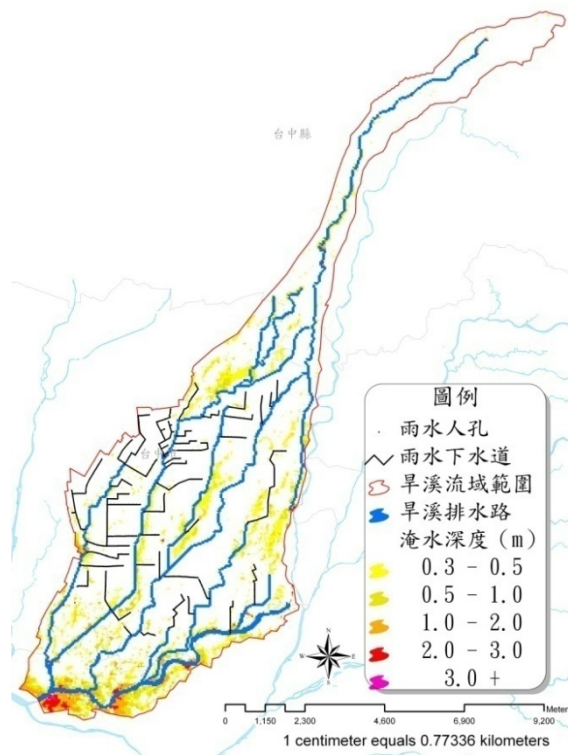 台中縣
台中市
圖例
雨水人孔
雨水下水道
旱溪流域範圍
旱溪排水路
淹水深度（m）
0.3 - 0.5
0.5 - 1.0
1.0 - 2.0
2.0 - 3.0
3.0 +
N
W E
S
Meter
0 1,150 2,300 4,600 6,900 9,200
1 centimeter equals 0.77336 kilometers